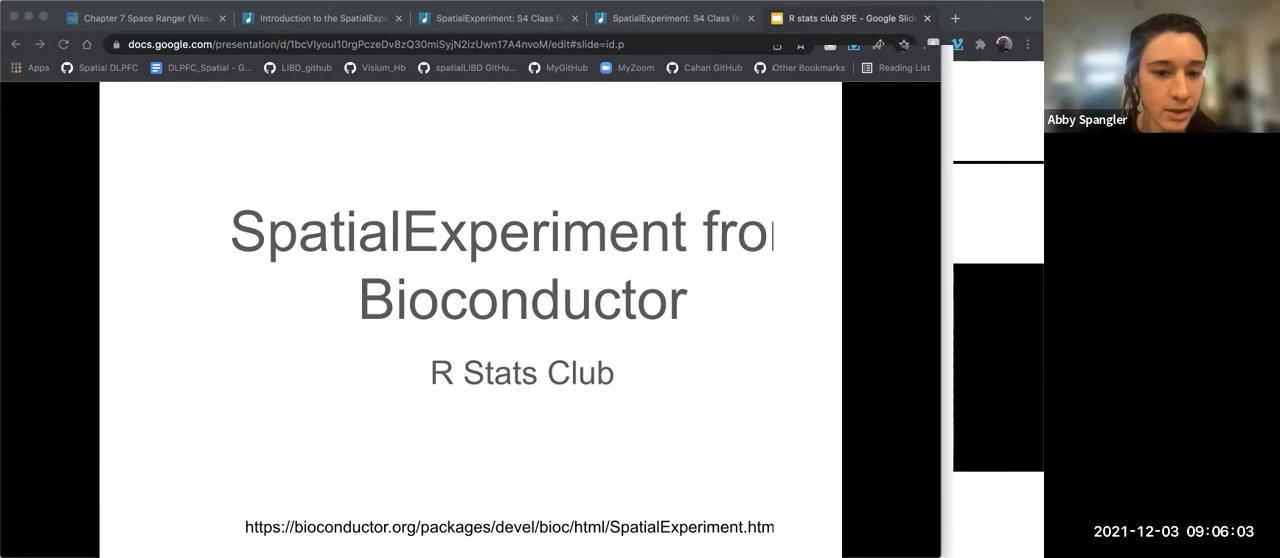 Chapter 7 Space Ranger (Visiu
Introduction to the SpatialExpe
SpatialExperiment: S4 Class fo
SpatialExperiment: S4 Class fo
R stats club SPE - Google Slide
docs.google.com/presentation/d/1bcVIyouI10rgPczeDv8zQ30miSyjN2izUwn17A4nvoM/edit#slide=id.p
Apps
Spatial DLPFC
DLPFC_Spatial - G...
LIBD_github
Visium_Hb
spatialLIBD GitHu...
MyGitHub
MyZoom
Cahan GitHub
Other Bookmarks
Reading List
SpatialExperiment from
Bioconductor
R Stats Club
https://bioconductor.org/packages/devel/bioc/html/SpatialExperiment.htm
Abby Spangler
2021-12-03 09:06:03